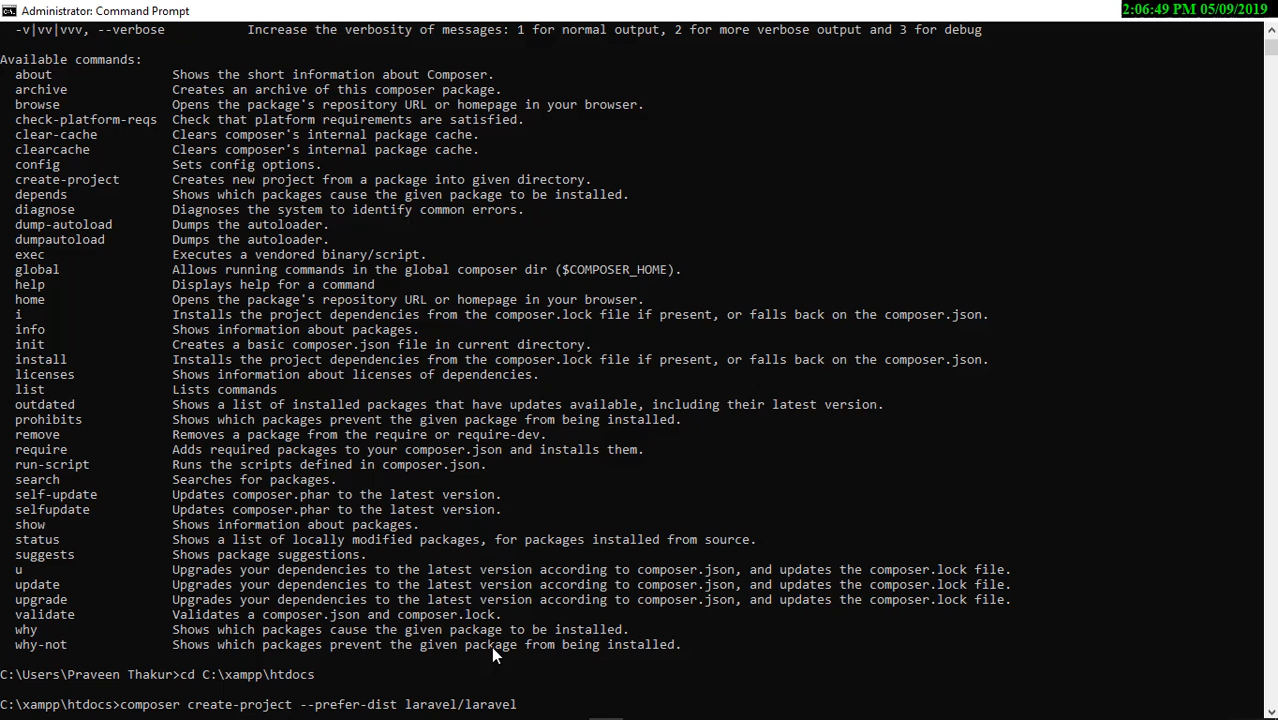 Administrator: Command Prompt
2:06:49 PM 05/09/2019
-v|vv|vvv, --verbose Increase the verbosity of messages: 1 for normal output, 2 for more verbose output and 3 for debug
Available commands:
about Shows the short information about Composer.
archive Creates an archive of this composer package.
browse Opens the package's repository URL or homepage in your browser.
check-platform-reqs Check that platform requirements are satisfied.
clear-cache Clears composer's internal package cache.
clearcache Clears composer's internal package cache.
config Sets config options.
create-project Creates new project from a package into given directory.
depends Shows which packages cause the given package to be installed.
diagnose Diagnoses the system to identify common errors.
dump-autoload Dumps the autoloader.
dumpautoload Dumps the autoloader.
exec Executes a vendored binary/script.
global Allows running commands in the global composer dir ($COMPOSER_HOME).
help Displays help for a command
home Opens the package's repository URL or homepage in your browser.
i Installs the project dependencies from the composer.lock file if present, or falls back on the composer.json.
info Shows information about packages.
init Creates a basic composer.json file in current directory.
install Installs the project dependencies from the composer.lock file if present, or falls back on the composer.json.
licenses Shows information about licenses of dependencies.
list Lists commands
outdated Shows a list of installed packages that have updates available, including their latest version.
prohibits Shows which packages prevent the given package from being installed.
remove Removes a package from the require or require-dev.
require Adds required packages to your composer.json and installs them.
run-script Runs the scripts defined in composer.json.
search Searches for packages.
self-update Updates composer.phar to the latest version.
selfupdate Updates composer.phar to the latest version.
show Shows information about packages.
status Shows a list of locally modified packages, for packages installed from source.
suggests Shows package suggestions.
u Upgrades your dependencies to the latest version according to composer.json, and updates the composer.lock file.
update Upgrades your dependencies to the latest version according to composer.json, and updates the composer.lock file.
upgrade Upgrades your dependencies to the latest version according to composer.json, and updates the composer.lock file.
validate Validates a composer.json and composer.lock.
why Shows which packages cause the given package to be installed.
why-not Shows which packages prevent the given package from being installed.
C:\Users\Praveen Thakur>cd C:\xampp\htdocs
C:\xampp\htdocs>composer create-project --prefer-dist laravel/laravel